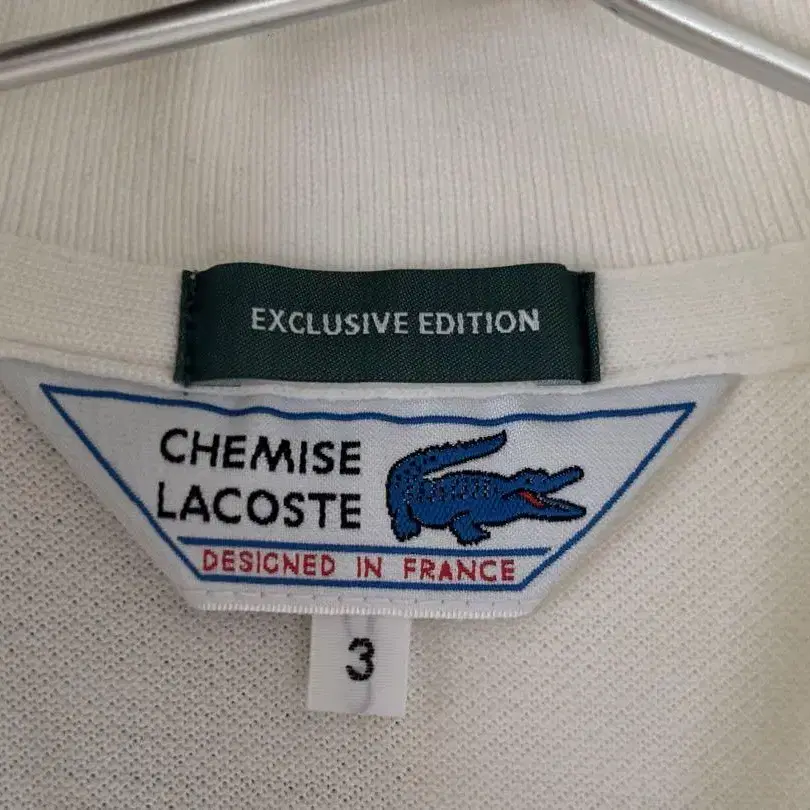 EXCLUSIVE EDITION
CHEMISE
LACOSTE
DESIGNED IN FRANCE
3